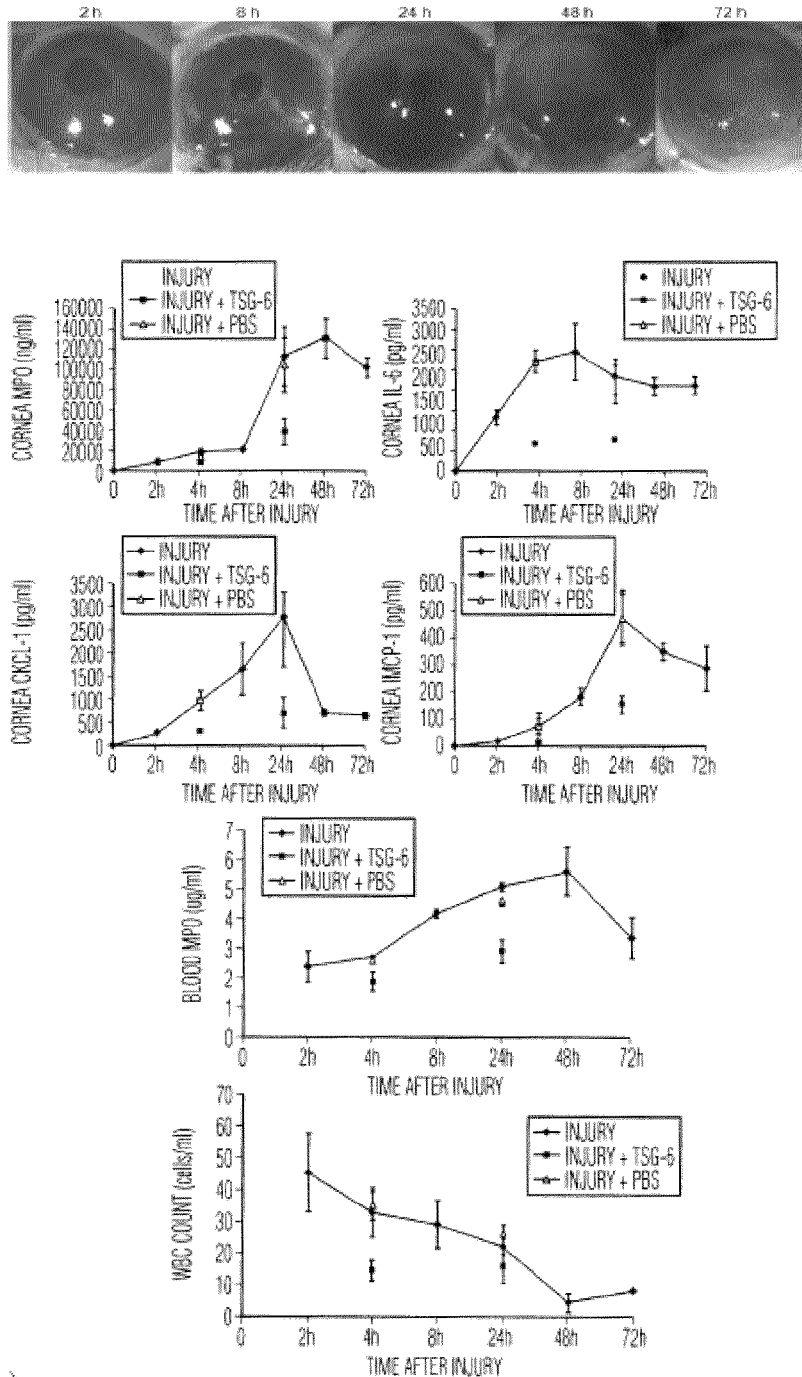 2 h 8 h 24 h 48 h 72 h
INJURY
INJURY + TSG-6
INJURY + PBS
CORNEA MPO (ng/ml)
160000
140000
120000
100000
80000
60000
40000
20000
0
0 2h 4h 8h 24h 48h 72h
TIME AFTER INJURY
INJURY
INJURY + TSG-6
INJURY + PBS
CORNEA IL-6 (pg/ml)
3500
3000
2500
2000
1500
1000
500
0
0 2h 4h 8h 24h 48h 72h
TIME AFTER INJURY
INJURY
INJURY + TSG-6
INJURY + PBS
CORNEA CKCL-1 (pg/ml)
3500
3000
2500
2000
1500
1000
500
0
0 2h 4h 8h 24h 48h 72h
TIME AFTER INJURY
INJURY
INJURY + TSG-6
INJURY + PBS
CORNEA IMCP-1 (pg/ml)
600
500
400
300
200
100
0
0 2h 4h 8h 24h 48h 72h
TIME AFTER INJURY
INJURY
INJURY + TSG-6
INJURY + PBS
BLOOD MPO (ug/ml)
7
6
5
4
3
2
1
0
0 2h 4h 8h 24h 48h 72h
TIME AFTER INJURY
INJURY
INJURY + TSG-6
INJURY + PBS
WBC COUNT (cells/ml)
70
60
50
40
30
20
10
0
0 2h 4h 8h 24h 48h 72h
TIME AFTER INJURY